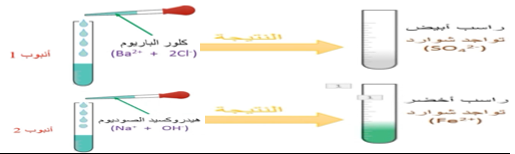 أنبوب 1
كلور الباريوم
(Ba²⁺ + 2Cl⁻)
النتيجة
راسب أبيض
تواجد شوارد
(SO₄²⁻)
أنبوب 2
هيدروكسيد الصوديوم
(Na⁺ + OH⁻)
النتيجة
راسب أخضر
تواجد شوارد
(Fe²⁺)